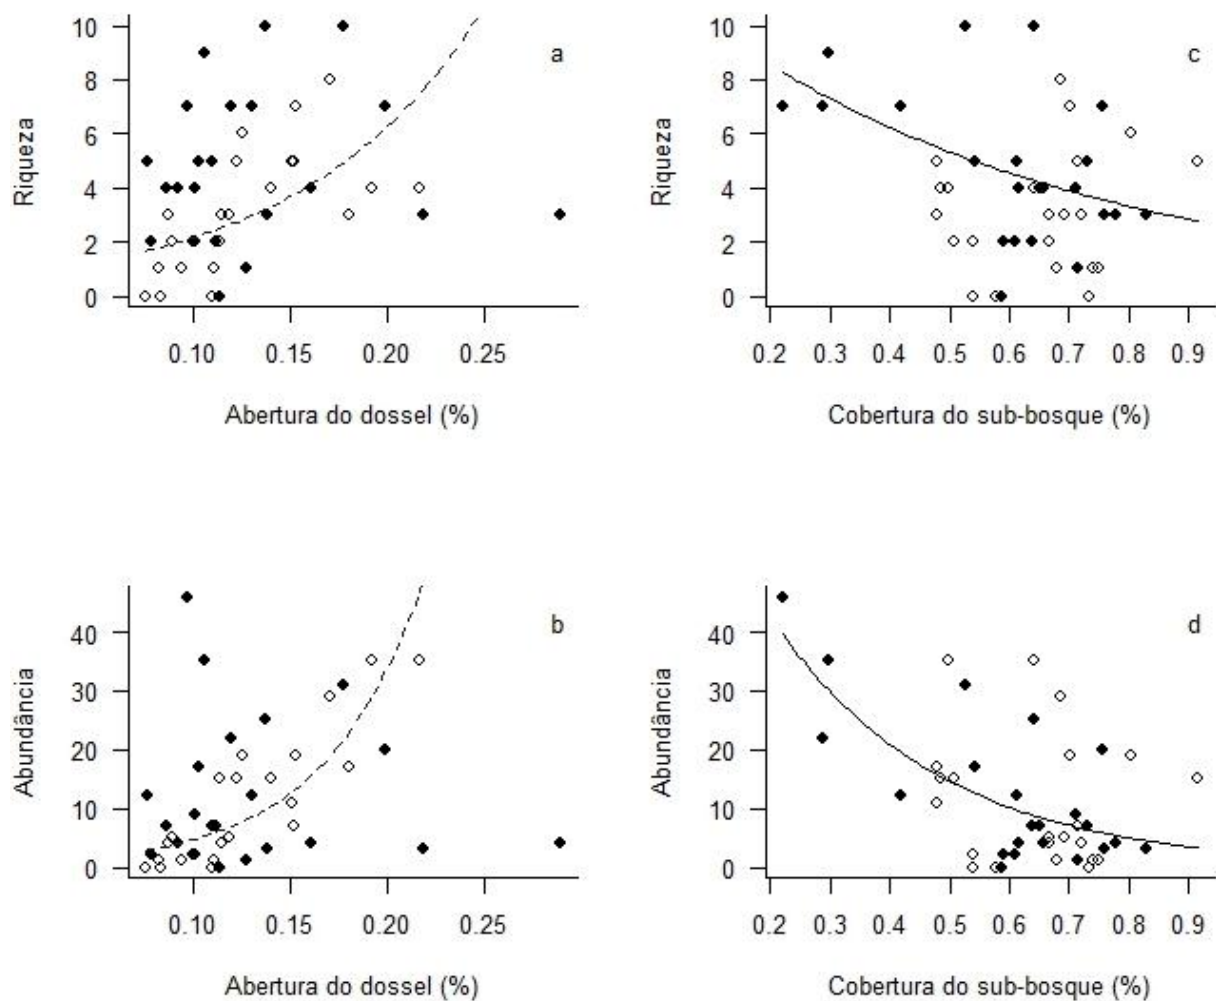 a
Riqueza
10
8
6
4
2
0
0.10 0.15 0.20 0.25
Abertura do dossel (%)
c
Riqueza
10
8
6
4
2
0
0.2 0.3 0.4 0.5 0.6 0.7 0.8 0.9
Cobertura do sub-bosque (%)
b
Abundância
40
30
20
10
0
0.10 0.15 0.20 0.25
Abertura do dossel (%)
d
Abundância
40
30
20
10
0
0.2 0.3 0.4 0.5 0.6 0.7 0.8 0.9
Cobertura do sub-bosque (%)